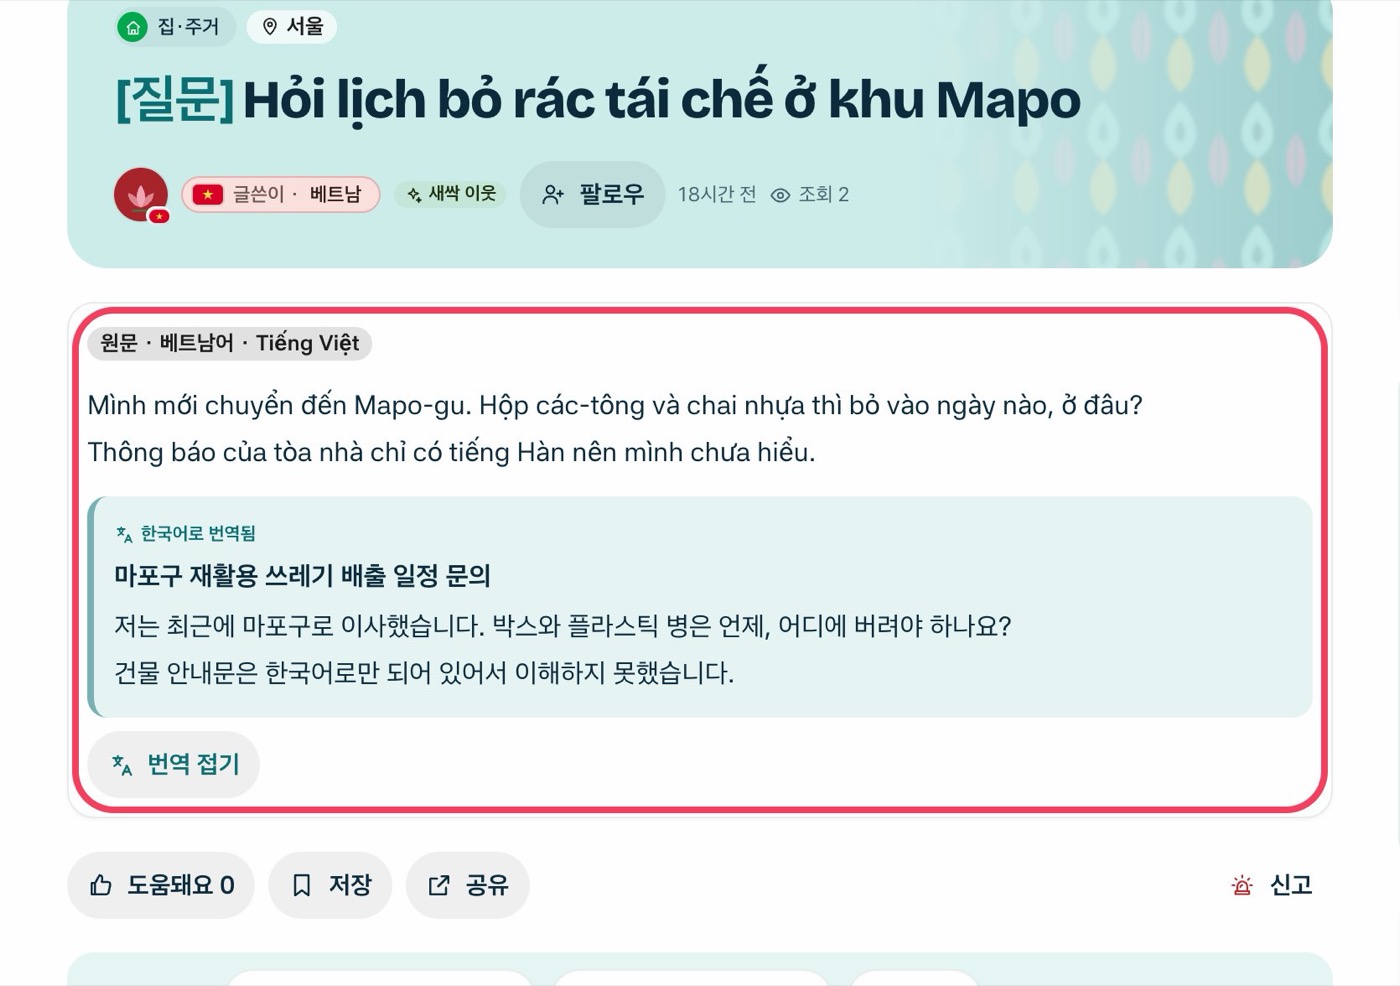 집·주거
서울
[질문] Hỏi lịch bỏ rác tái chế ở khu Mapo
글쓴이 · 베트남
새싹 이웃
팔로우
18시간 전
조회 2
원문 · 베트남어 · Tiếng Việt
Mình mới chuyển đến Mapo-gu. Hộp các-tông và chai nhựa thì bỏ vào ngày nào, ở đâu?
Thông báo của tòa nhà chỉ có tiếng Hàn nên mình chưa hiểu.
한국어로 번역됨
마포구 재활용 쓰레기 배출 일정 문의
저는 최근에 마포구로 이사했습니다. 박스와 플라스틱 병은 언제, 어디에 버려야 하나요?
건물 안내문은 한국어로만 되어 있어서 이해하지 못했습니다.
번역 접기
도움돼요 0
저장
공유
신고